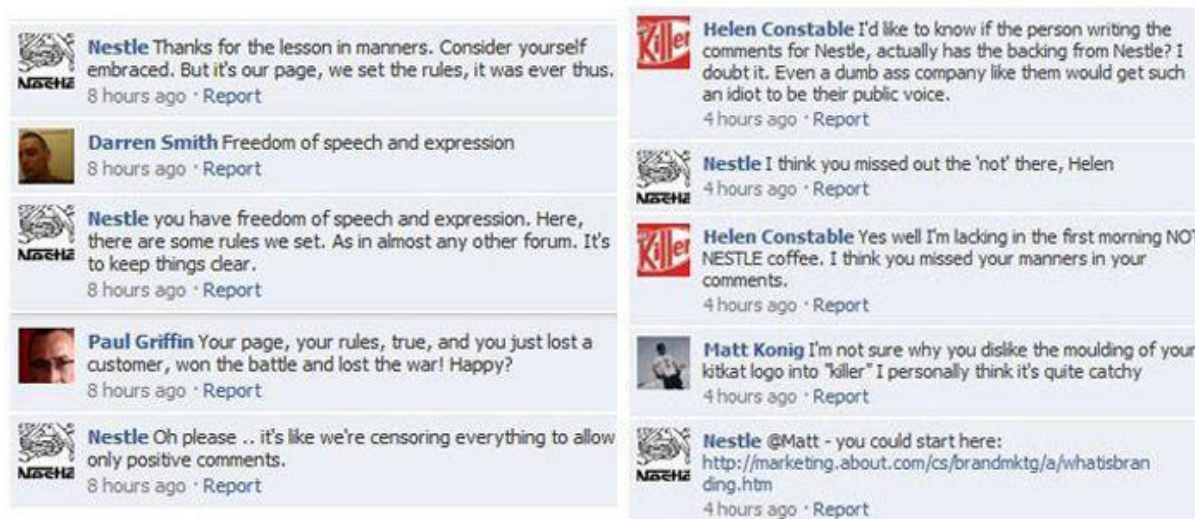 Nestle Thanks for the lesson in manners. Consider yourself
embraced. But it's our page, we set the rules, it was ever thus.
8 hours ago · Report
Nestlé
Darren Smith Freedom of speech and expression
8 hours ago · Report
Nestle you have freedom of speech and expression. Here,
there are some rules we set. As in almost any other forum. It's
to keep things clear.
8 hours ago · Report
Nestlé
Paul Griffin Your page, your rules, true, and you just lost a
customer, won the battle and lost the war! Happy?
8 hours ago · Report
Nestle Oh please .. it's like we're censoring everything to allow
only positive comments.
8 hours ago · Report
Nestlé
Killer
Helen Constable I'd like to know if the person writing the
comments for Nestle, actually has the backing from Nestle? I
doubt it. Even a dumb ass company like them would get such
an idiot to be their public voice.
4 hours ago · Report
Nestle I think you missed out the 'not' there, Helen
4 hours ago · Report
Nestlé
Killer
Helen Constable Yes well I'm lacking in the first morning NOT
NESTLE coffee. I think you missed your manners in your
comments.
4 hours ago · Report
Matt Konig I'm not sure why you dislike the moulding of your
kitkat logo into "killer" I personally think it's quite catchy
4 hours ago · Report
Nestle @Matt - you could start here:
http://marketing.about.com/cs/brandmktg/a/whatisbran
ding.htm
4 hours ago · Report
Nestlé